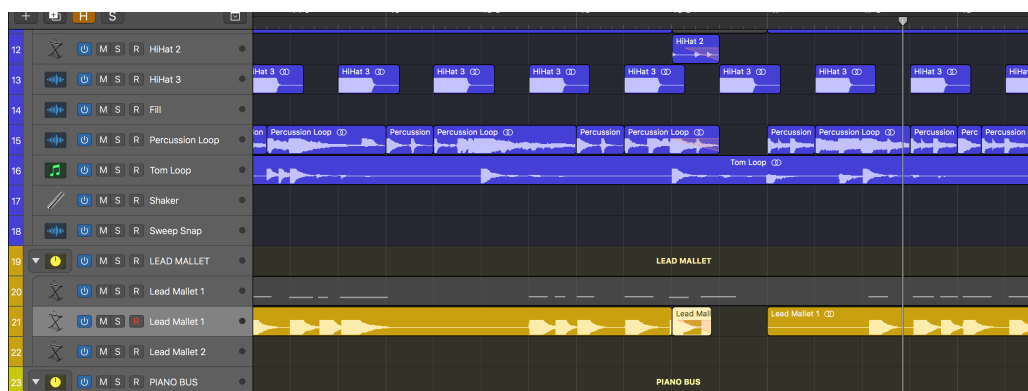 H S
12 M S R HiHat 2 HiHat 2
13 M S R HiHat 3 HiHat 3 HiHat 3 HiHat 3 HiHat 3 HiHat 3 HiHat 3 HiHat 3
14 M S R Fill
15 M S R Percussion Loop Percussion Loop Percussion Percussion Loop Percussion Percussion Loop Percussion Percussion Loop Percussion Perc Percussion
16 M S R Tom Loop Tom Loop
17 M S R Shaker
18 M S R Sweep Snap
19 M S R LEAD MALLET LEAD MALLET
20 M S R Lead Mallet 1
21 M S R Lead Mallet 1 Lead Mall Lead Mallet 1
22 M S R Lead Mallet 2
23 M S R PIANO BUS PIANO BUS